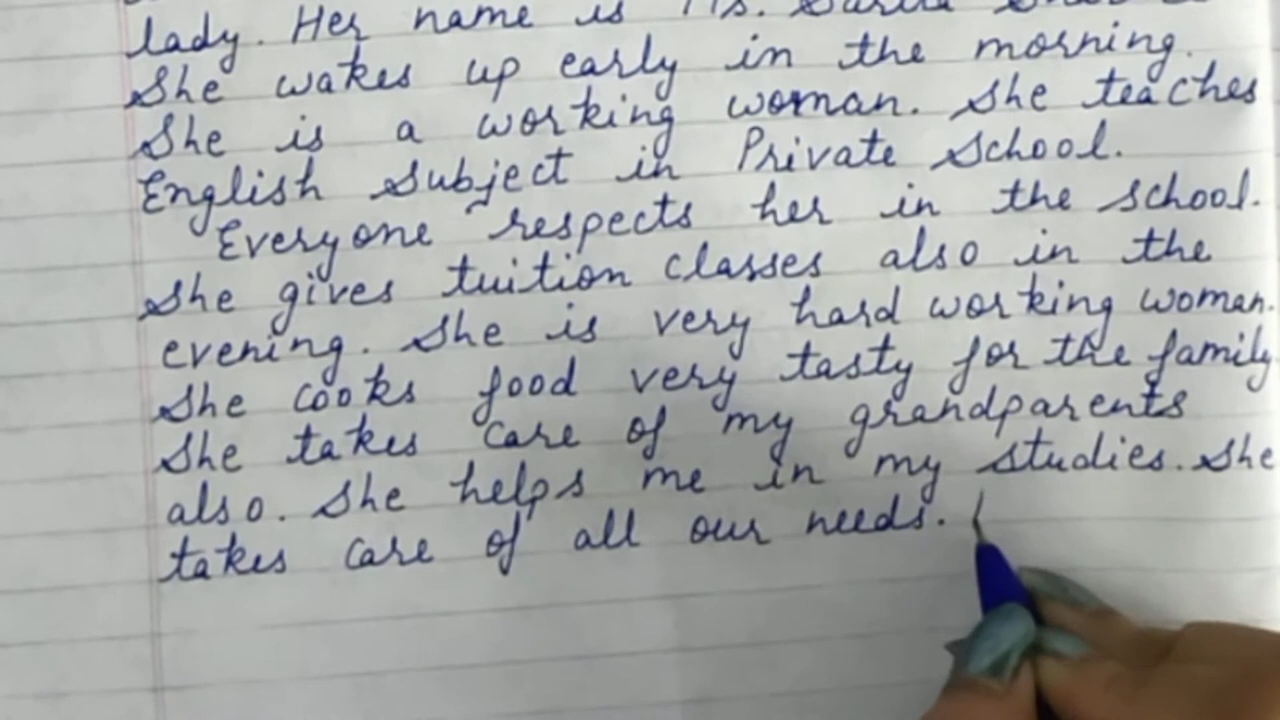 lady. Her name is
She wakes up early in the morning.
She is a working woman. She teaches
English Subject in Private School.
Everyone respects her in the school.
She gives tuition classes also in the
evening. She is very hard working woman.
She cooks food very tasty for the family
She takes care of my grandparents
also. She helps me in my studies. She
takes care of all our needs.